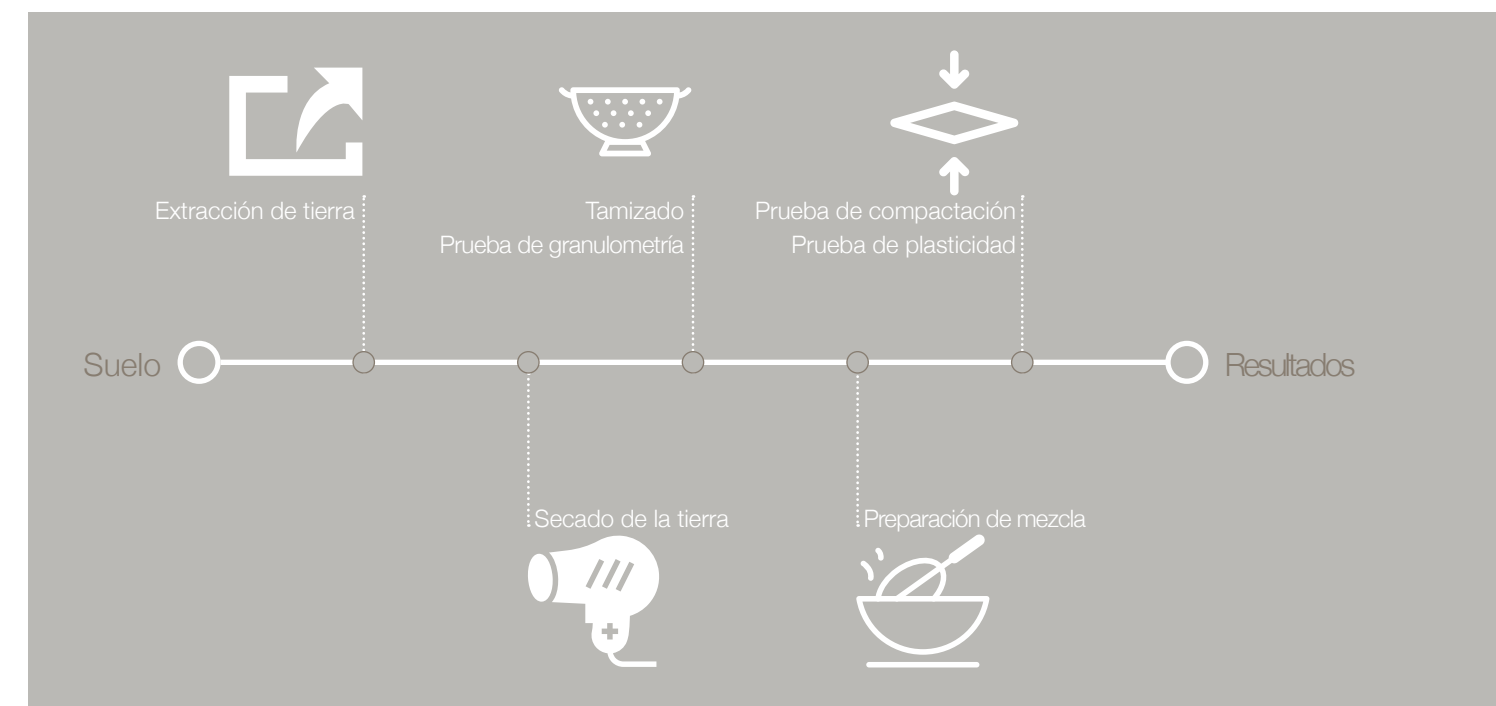 Extracción de tierra
Tamizado
Prueba de granulometría
Prueba de compactación
Prueba de plasticidad
Suelo
Resultados
Secado de la tierra
Preparación de mezcla